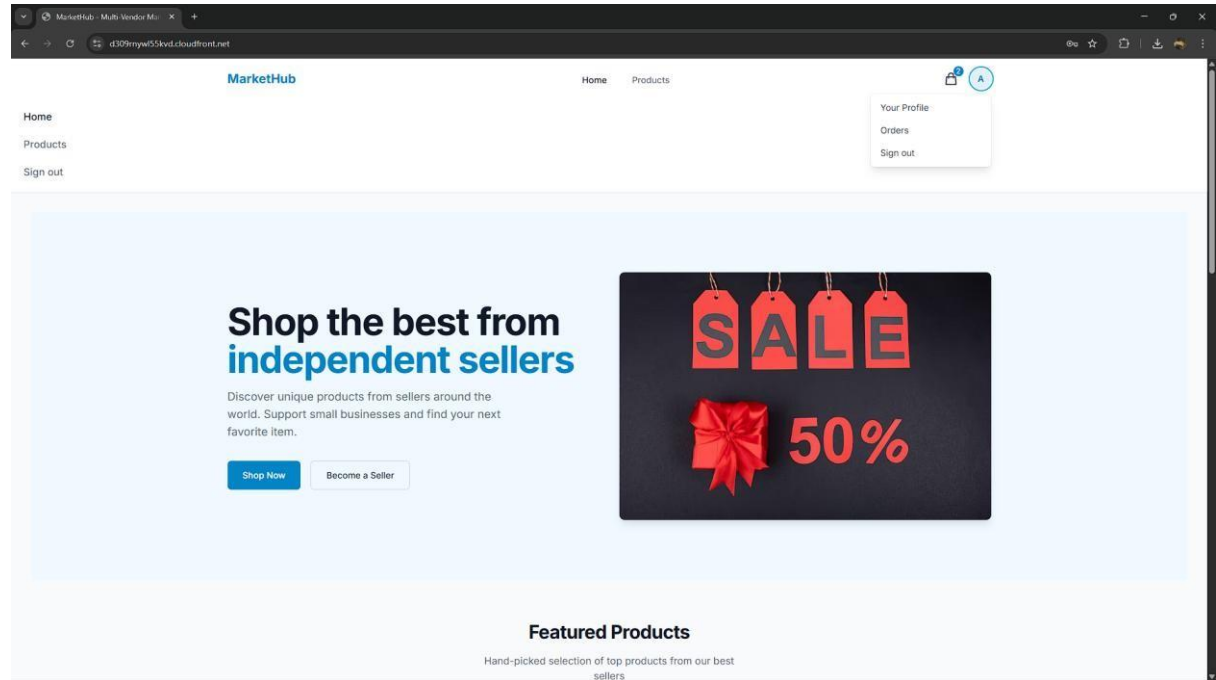 MarketHub - Multi-Vendor Ma
d309rnywl55kvd.cloudfront.net
MarketHub
Home
Products
2
A
Your Profile
Orders
Sign out
Home
Products
Sign out
Shop the best from
independent sellers
Discover unique products from sellers around the
world. Support small businesses and find your next
favorite item.
Shop Now
Become a Seller
SALE
50%
Featured Products
Hand-picked selection of top products from our best
sellers